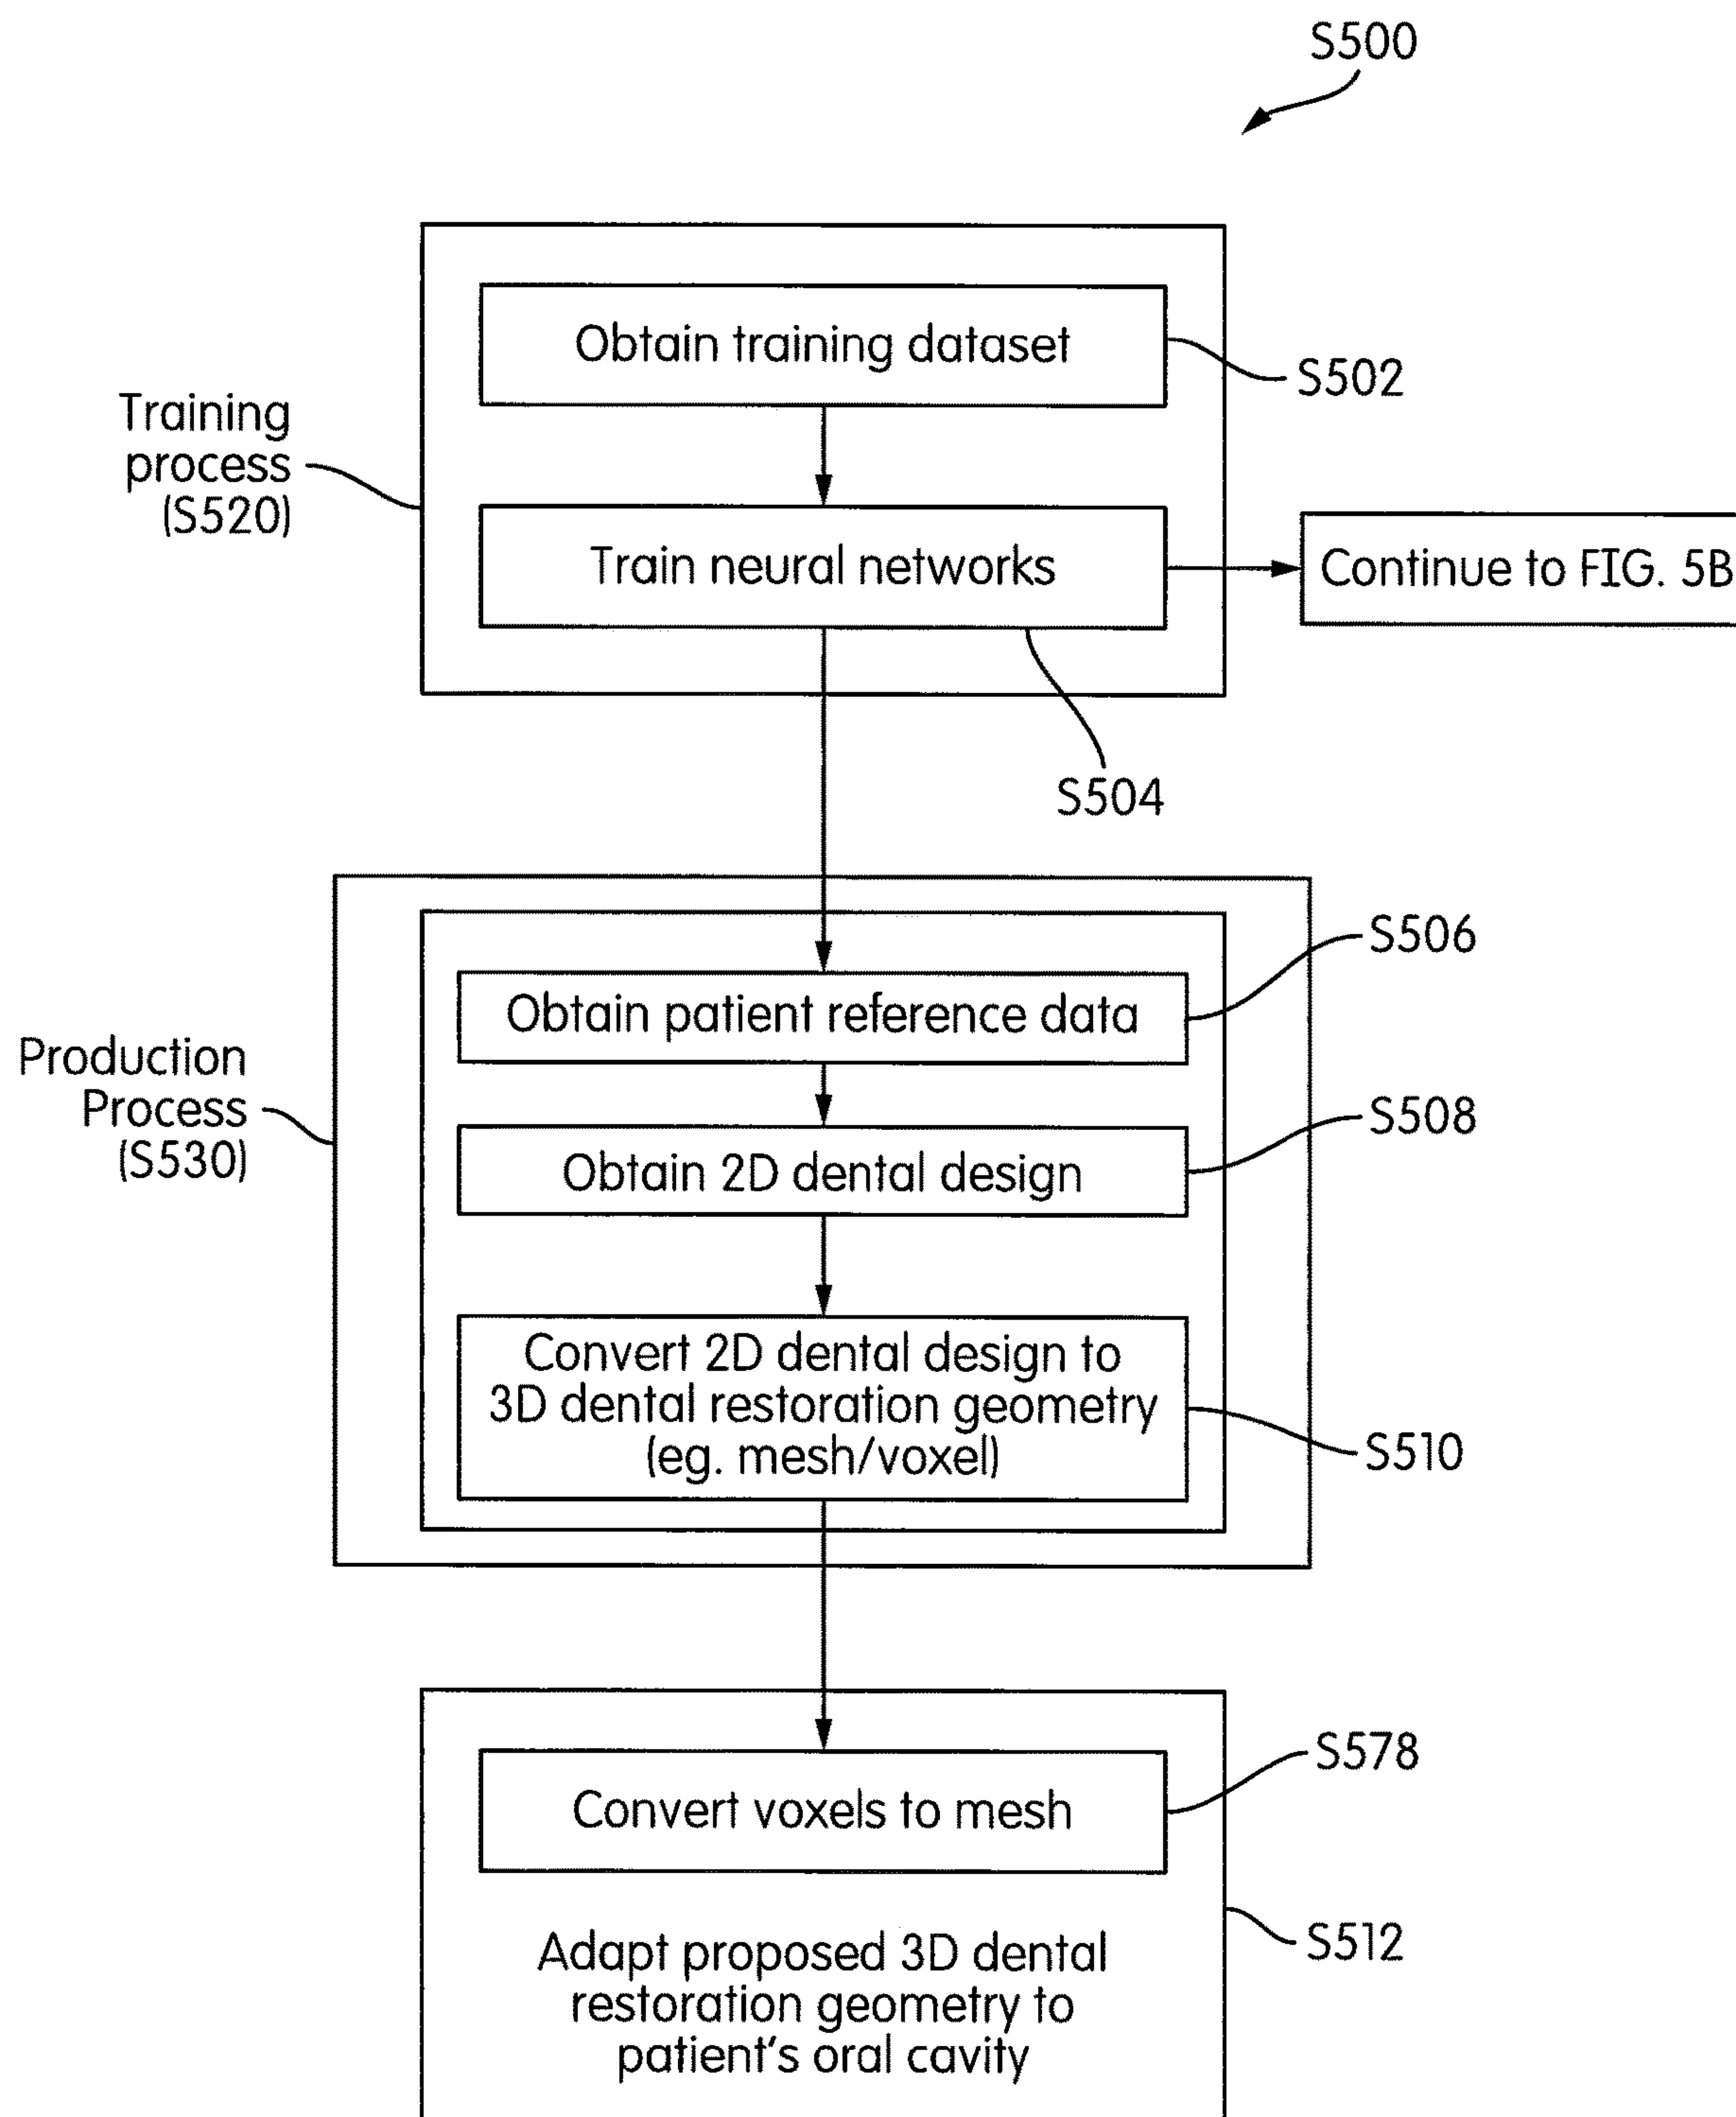 S500
Obtain training dataset
S502
Training
process
(S520)
Train neural networks
Continue to FIG. 5B
S504
S506
Obtain patient reference data
Production
Process
(S530)
S508
Obtain 2D dental design
Convert 2D dental design to
3D dental restoration geometry
(eg. mesh/voxel)
S510
S578
Convert voxels to mesh
S512
Adapt proposed 3D dental
restoration geometry to
patient's oral cavity